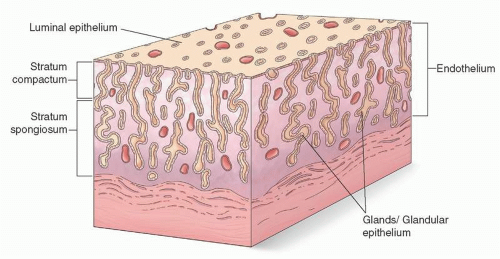 Luminal epithelium
Stratum
compactum
Stratum
spongiosum
Endothelium
Glands/ Glandular
epithelium